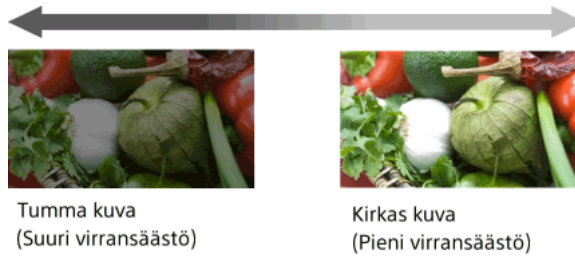 Tumma kuva
(Suuri virransäästö)
Kirkas kuva
(Pieni virransäästö)